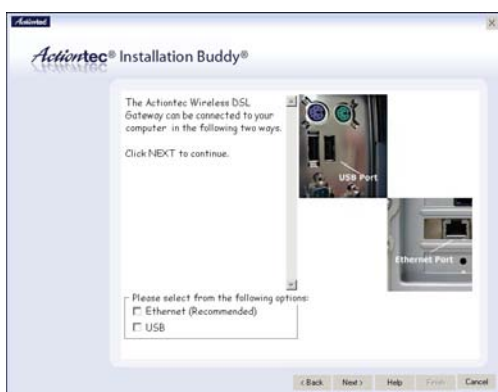 Actiontec
Actiontec® Installation Buddy®
The Actiontec Wireless DSL
Gateway can be connected to your
computer in the following two ways.
Click NEXT to continue.
USB Port
Ethernet Port
Please select from the following options:
Ethernet (Recommended)
USB
< Back
Next >
Help
Finish
Cancel